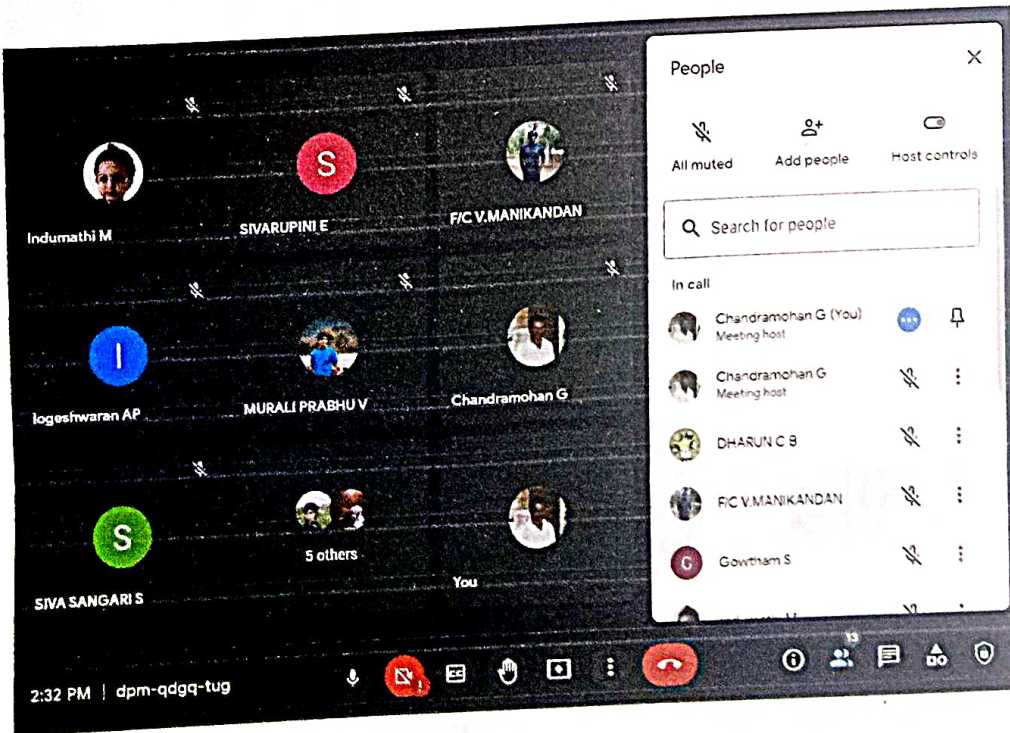 People
All muted
Add people
Host controls
Search for people
In call
Chandramohan G (You)
Meeting host
Chandramohan G
Meeting host
DHARUN C B
F/C V.MANIKANDAN
G
Gowtham S
Indumathi M
S
SIVARUPINI E
F/C V.MANIKANDAN
I
logeshwaran AP
MURALI PRABHU V
Chandramohan G
S
SIVA SANGARI S
5 others
You
2:32 PM | dpm-qdgq-tug
CC
13